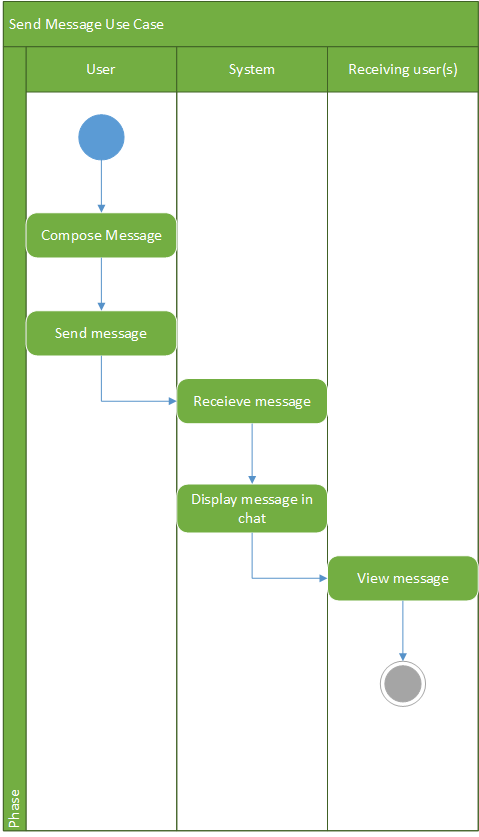 Send Message Use Case
User
System
Receiving user(s)
Compose Message
Send message
Receieve message
Display message in
chat
View message
Phase